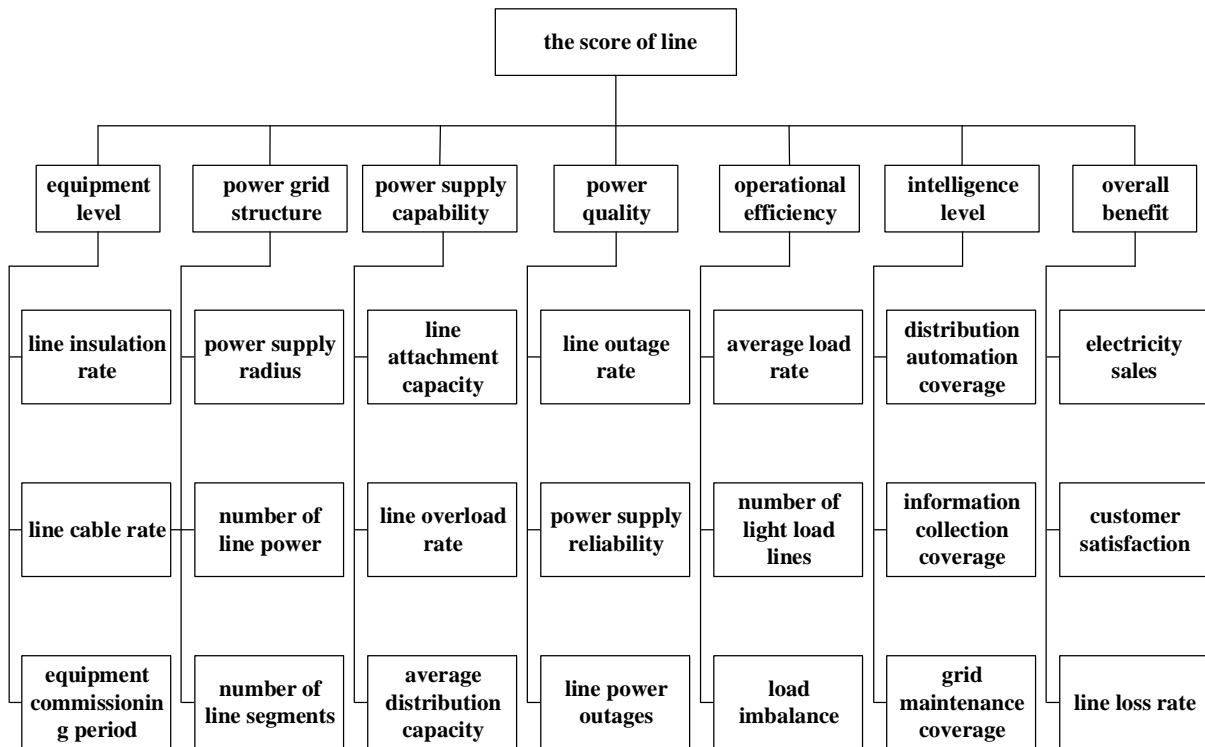 the score of line
equipment
level
power grid
structure
power supply
capability
power
quality
operational
efficiency
intelligence
level
overall
benefit
line insulation
rate
power supply
radius
line
attachment
capacity
line outage
rate
average load
rate
distribution
automation
coverage
electricity
sales
line cable rate
number of
line power
line overload
rate
power supply
reliability
number of
light load
lines
information
collection
coverage
customer
satisfaction
equipment
commissionin
g period
number of
line segments
average
distribution
capacity
line power
outages
load
imbalance
grid
maintenance
coverage
line loss rate